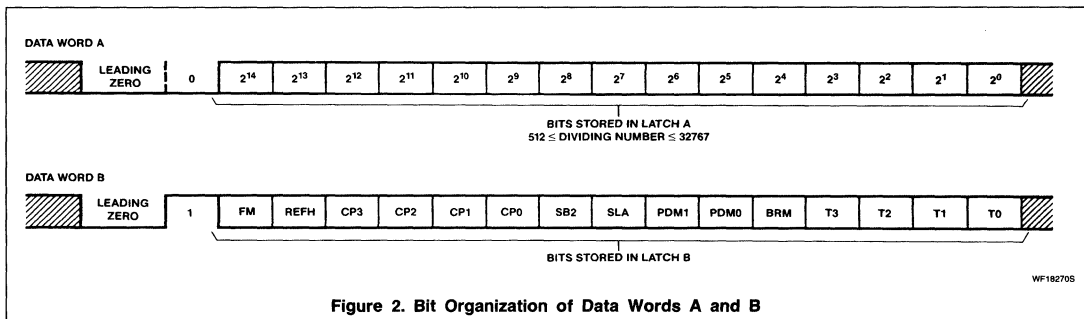 DATA WORD A
LEADING ZERO 0 2^14 2^13 2^12 2^11 2^10 2^9 2^8 2^7 2^6 2^5 2^4 2^3 2^2 2^1 2^0
BITS STORED IN LATCH A
512 ≤ DIVIDING NUMBER ≤ 32767
DATA WORD B
LEADING ZERO 1 FM REFH CP3 CP2 CP1 CP0 SB2 SLA PDM1 PDM0 BRM T3 T2 T1 T0
BITS STORED IN LATCH B
WF18270S
Figure 2. Bit Organization of Data Words A and B